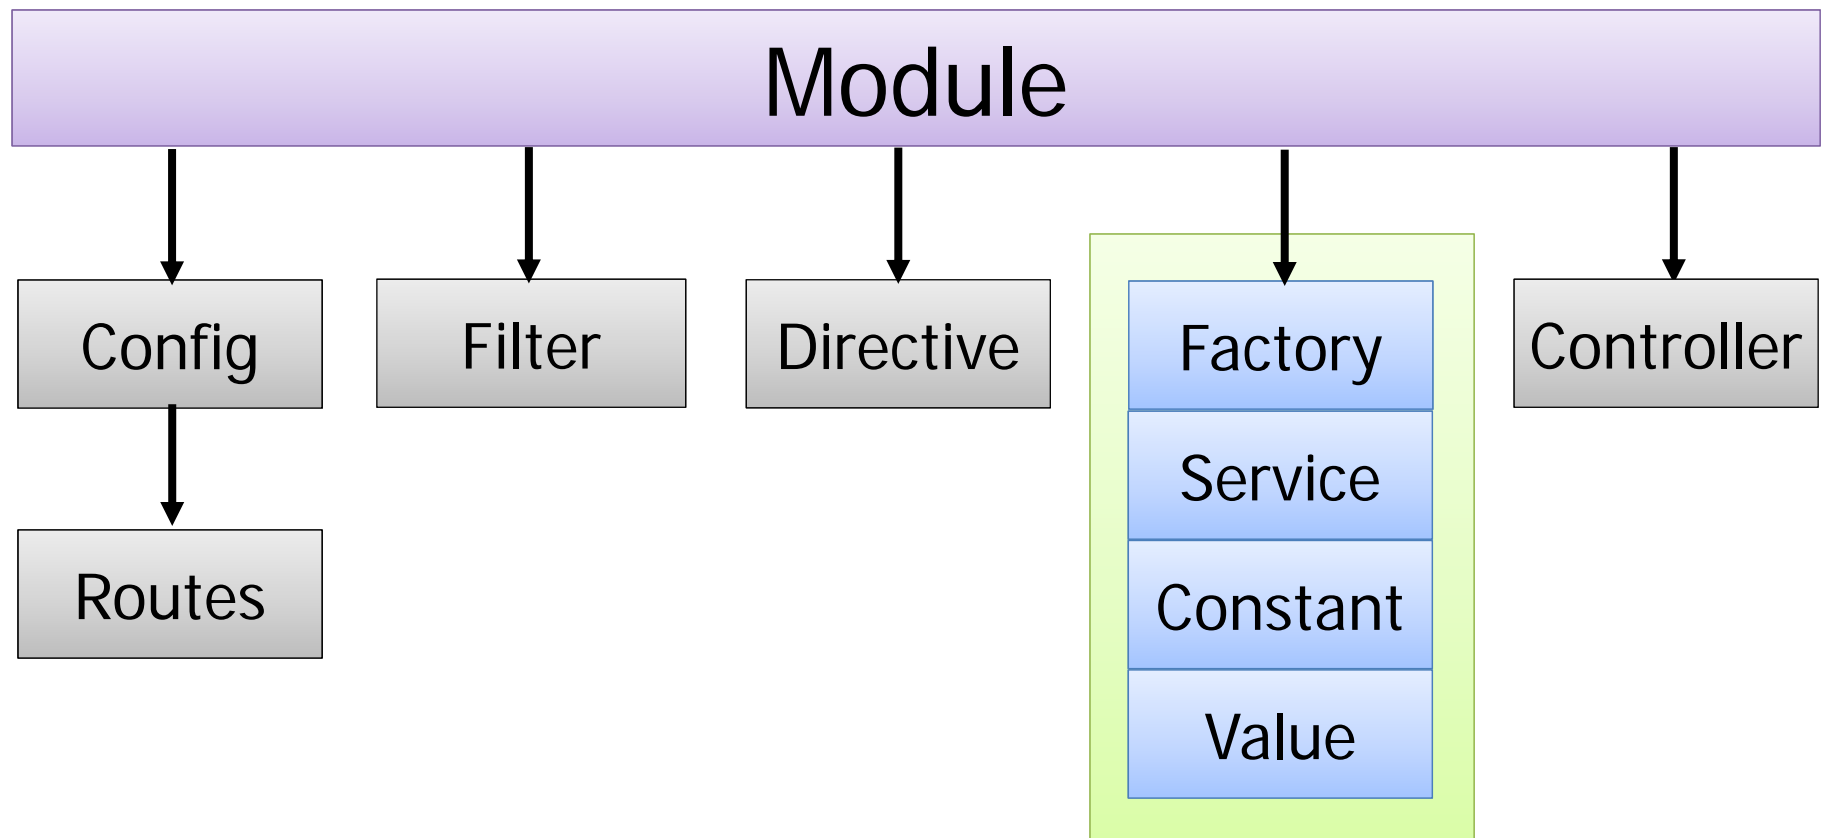 Module
Config
Filter
Directive
Factory
Controller
Service
Routes
Constant
Value